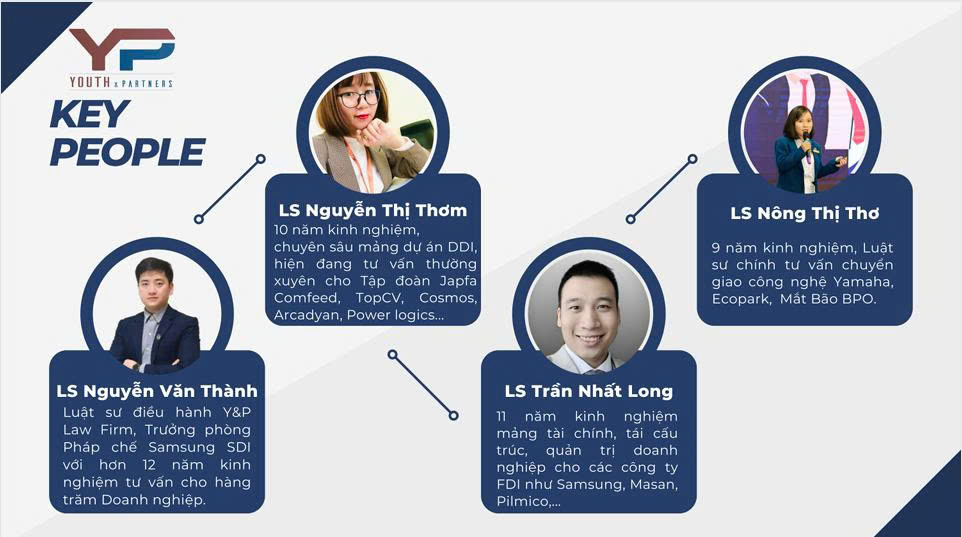 YP
YOUTH x PARTNERS
KEY
PEOPLE
LS Nguyễn Văn Thành
Luật sư điều hành Y&P
Law Firm, Trưởng phòng
Pháp chế Samsung SDI
với hơn 12 năm kinh
nghiệm tư vấn cho hàng
trăm Doanh nghiệp.
LS Nguyễn Thị Thơm
10 năm kinh nghiệm,
chuyên sâu mảng dự án DDI,
hiện đang tư vấn thường
xuyên cho Tập đoàn Japfa
Comfeed, TopCV, Cosmos,
Arcadyan, Power logics...
LS Trần Nhất Long
11 năm kinh nghiệm
mảng tài chính, tái cấu
trúc, quản trị doanh
nghiệp cho các công ty
FDI như Samsung, Masan,
Pilmico,...
LS Nông Thị Thơ
9 năm kinh nghiệm, Luật
sư chính tư vấn chuyển
giao công nghệ Yamaha,
Ecopark, Mắt Bão BPO.